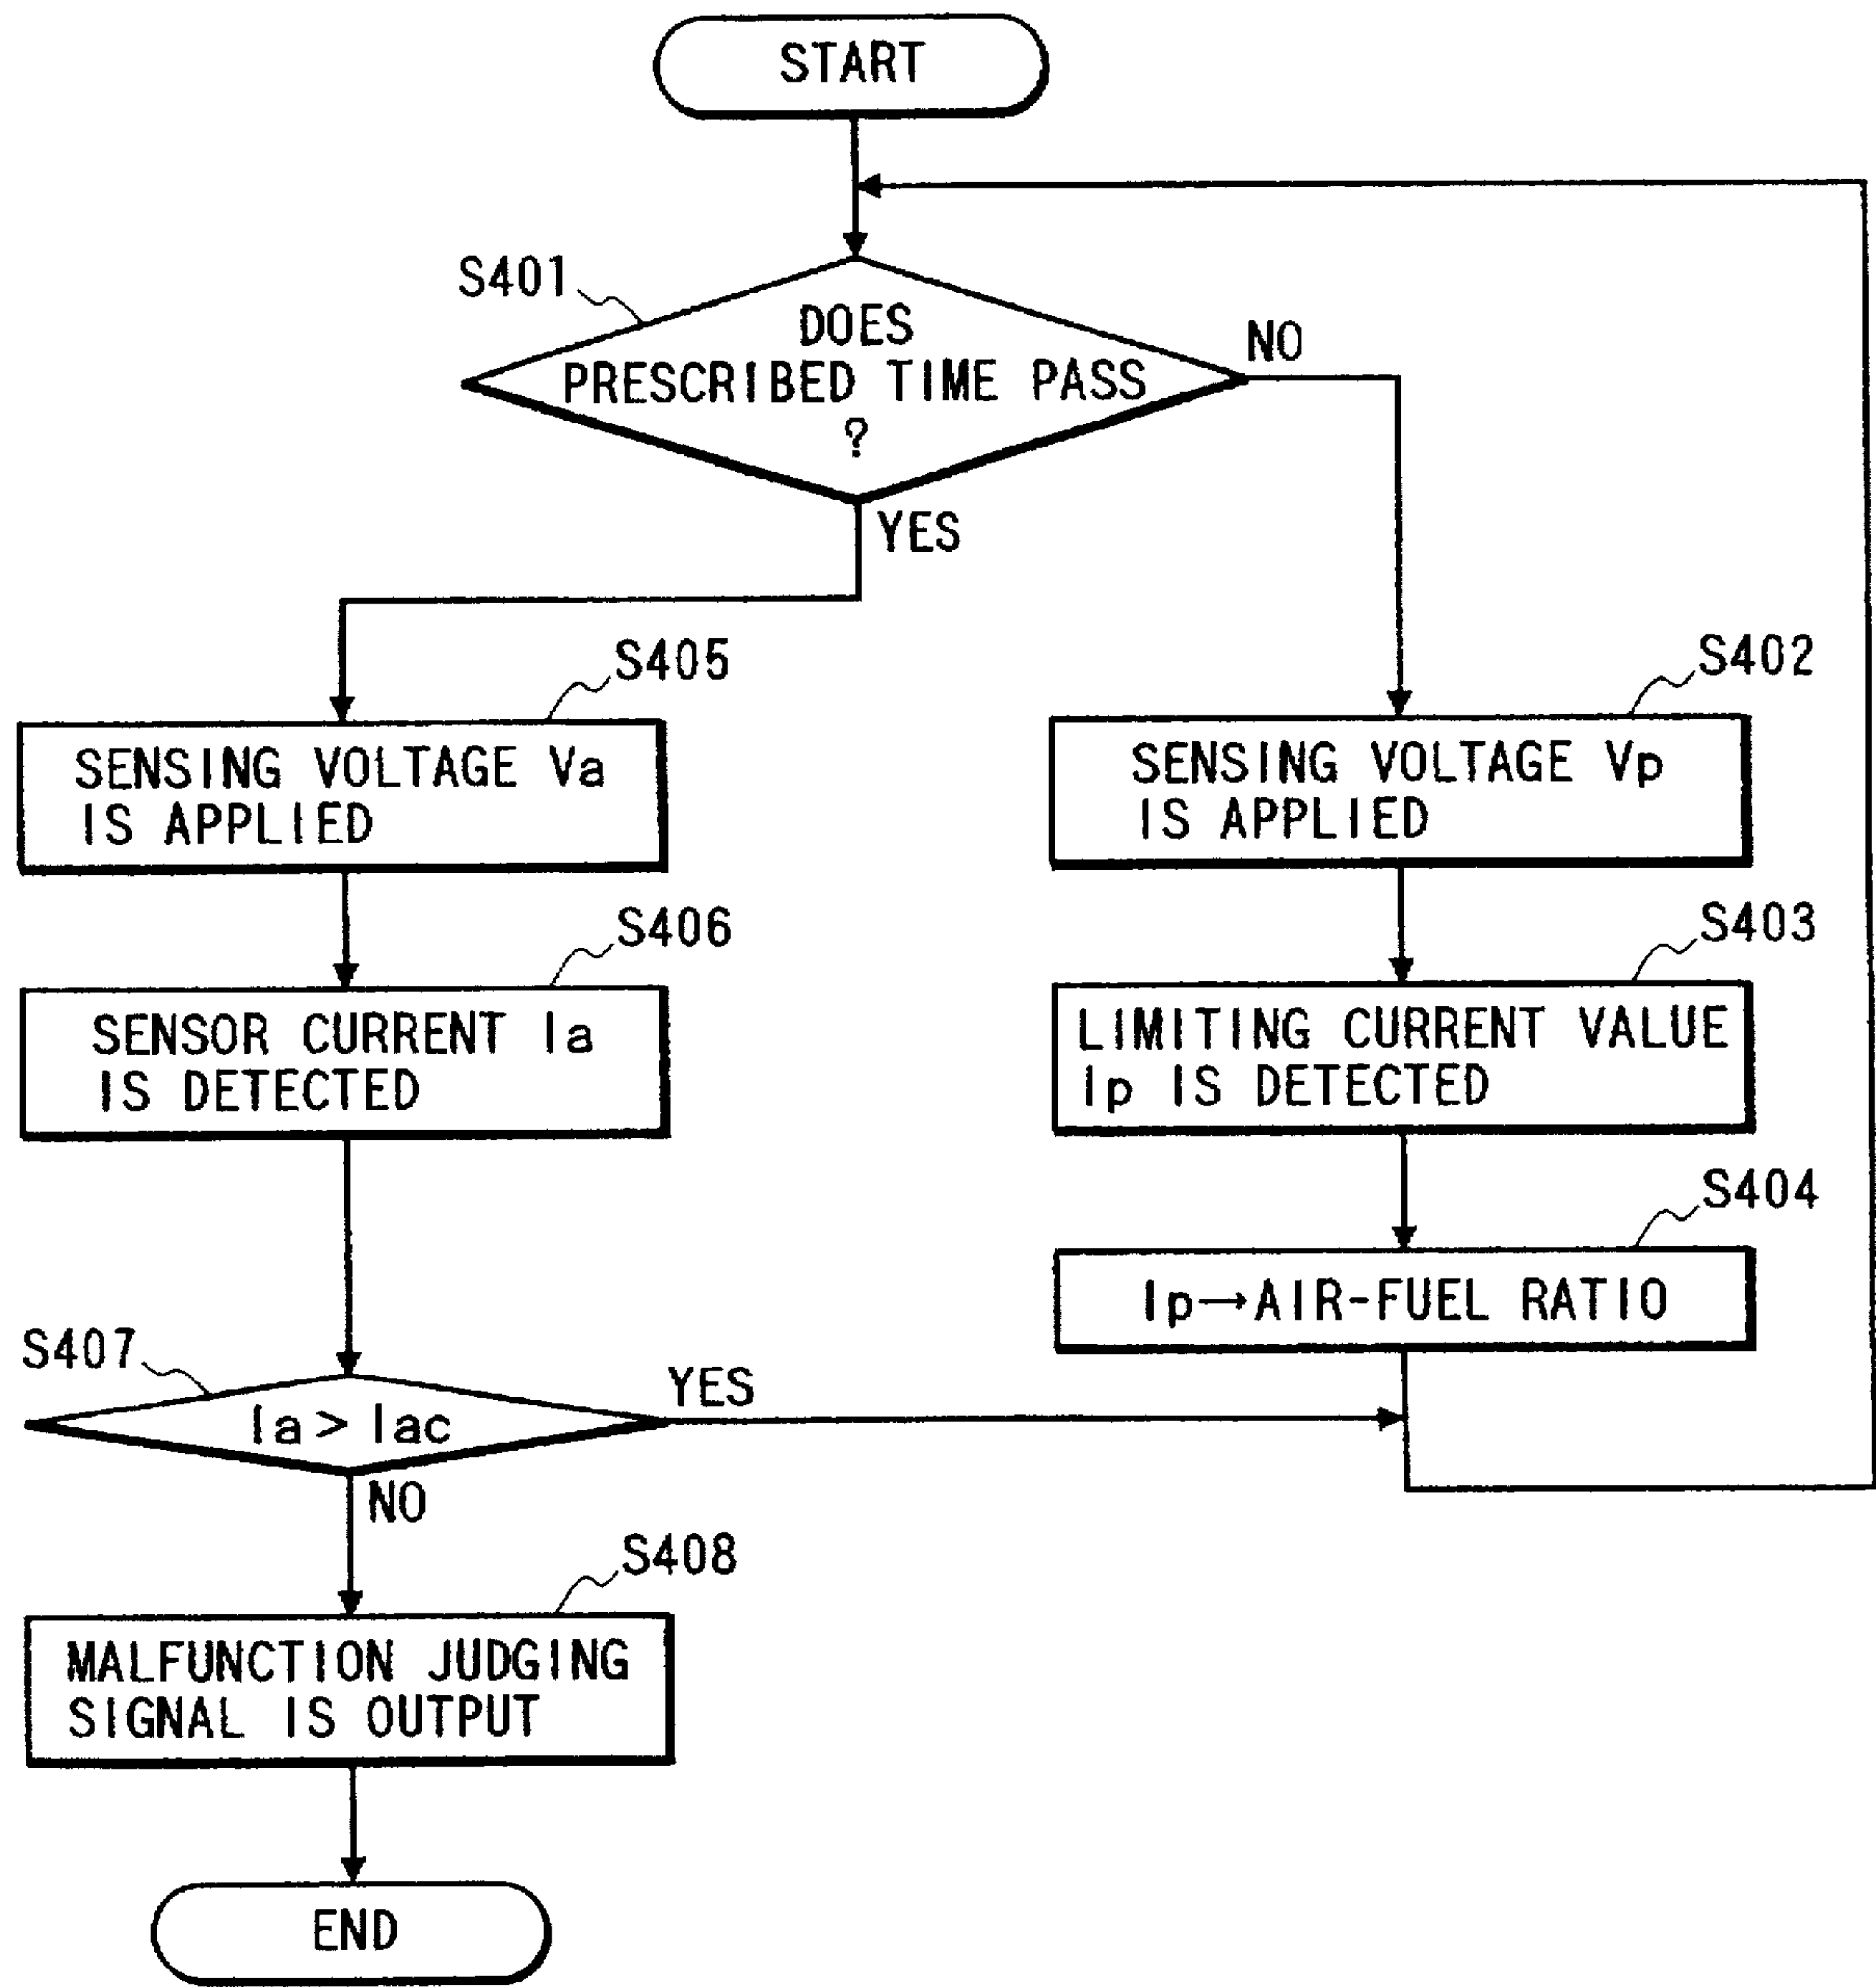 START
S401
DOES
PRESCRIBED TIME PASS
?
NO
YES
S405
SENSING VOLTAGE Va
IS APPLIED
S402
SENSING VOLTAGE Vp
IS APPLIED
S406
SENSOR CURRENT Ia
IS DETECTED
S403
LIMITING CURRENT VALUE
Ip IS DETECTED
S404
Ip→AIR-FUEL RATIO
S407
Ia > Iac
YES
NO
S408
MALFUNCTION JUDGING
SIGNAL IS OUTPUT
END